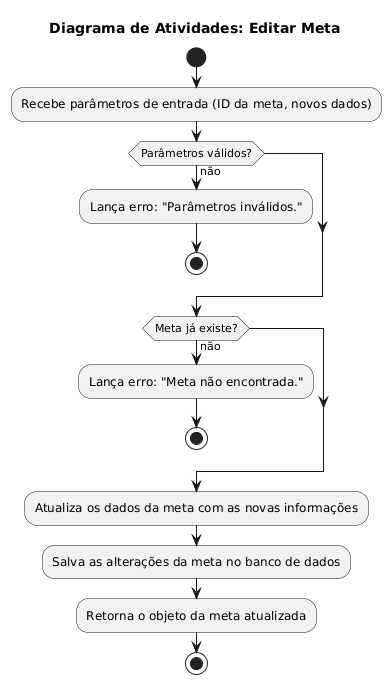 Diagrama de Atividades: Editar Meta
Recebe parâmetros de entrada (ID da meta, novos dados)
Parâmetros válidos?
não
Lança erro: "Parâmetros inválidos."
Meta já existe?
não
Lança erro: "Meta não encontrada."
Atualiza os dados da meta com as novas informações
Salva as alterações da meta no banco de dados
Retorna o objeto da meta atualizada